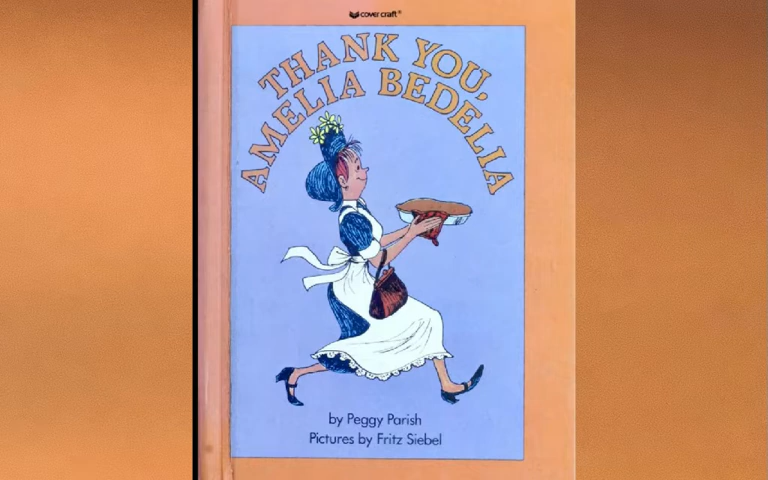 cover craft®
THANK YOU,
AMELIA BEDELIA
by Peggy Parish
Pictures by Fritz Siebel